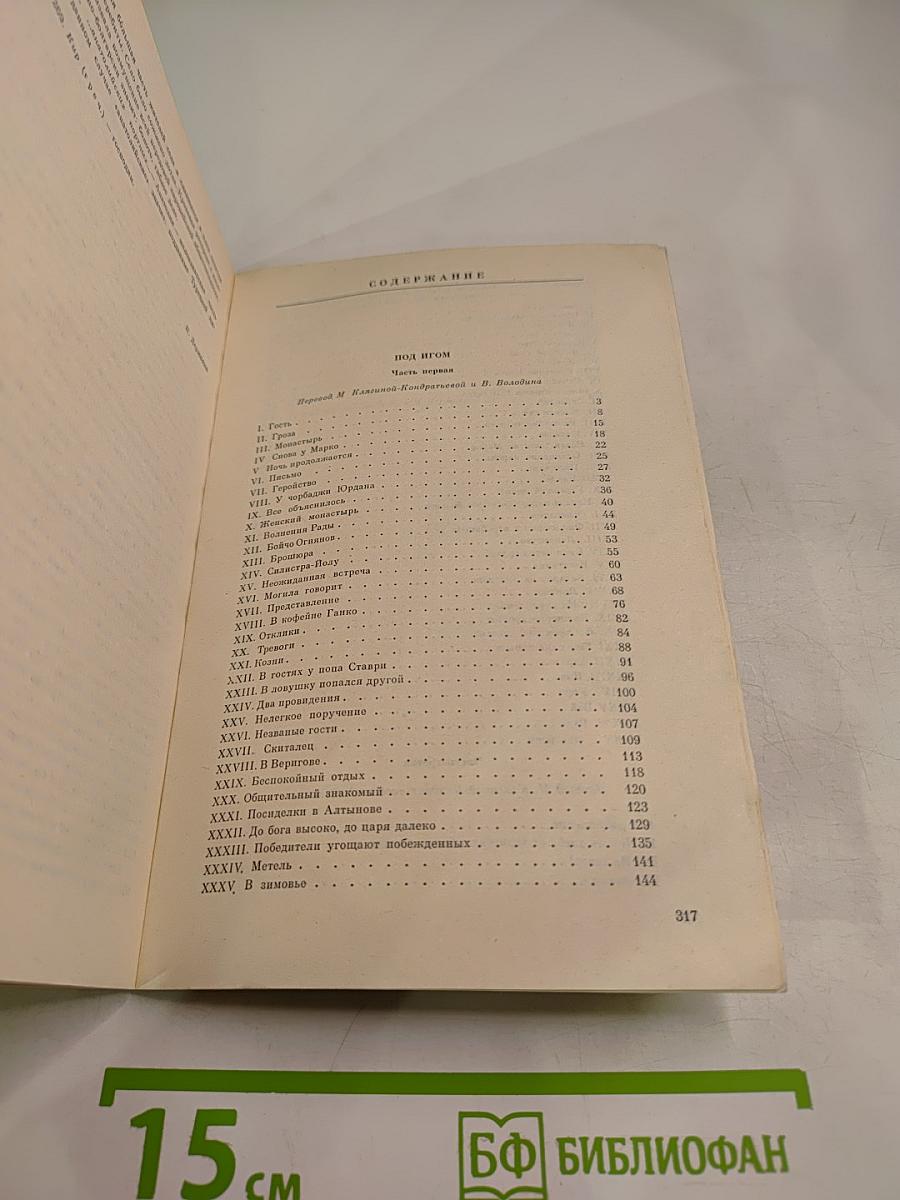 Кыр (греч.) — господин.
СОДЕРЖАНИЕ
ПОД ИГОМ
Часть первая
Перевод М Клягиной-Кондратьевой и В. Володина
I. Гость . . . 3
II. Гроза . . . 8
III. Монастырь . . . 15
IV Снова у Марко . . . 18
V Ночь продолжается . . . 22
VI. Письмо . . . 25
VII. Геройство . . . 27
VIII. У чорбаджи Юрдана . . . 32
IX. Все объяснилось . . . 36
X. Женский монастырь . . . 40
XI. Волнения Рады . . . 44
XII. Бойчо Огнянов . . . 49
XIII. Брошюра . . . 53
XIV. Силистра-Йолу . . . 55
XV. Неожиданная встреча . . . 60
XVI. Могила говорит . . . 63
XVII. Представление . . . 68
XVIII. В кофейне Ганко . . . 76
XIX. Отклики . . . 82
XX. Тревоги . . . 84
XXI. Козни . . . 88
XXII. В гостях у попа Ставри . . . 91
XXIII. В ловушку попался другой . . . 96
XXIV. Два провидения . . . 100
XXV. Нелегкое поручение . . . 104
XXVI. Незваные гости . . . 107
XXVII. Скиталец . . . 109
XXVIII. В Веригове . . . 113
XXIX. Беспокойный отдых . . . 118
XXX. Общительный знакомый . . . 120
XXXI. Посиделки в Алтынове . . . 123
XXXII. До бога высоко, до царя далеко . . . 129
XXXIII. Победители угощают побежденных . . . 135
XXXIV. Метель . . . 141
XXXV. В зимовье . . . 144
317
15 см
БФ БИБЛИОФАН